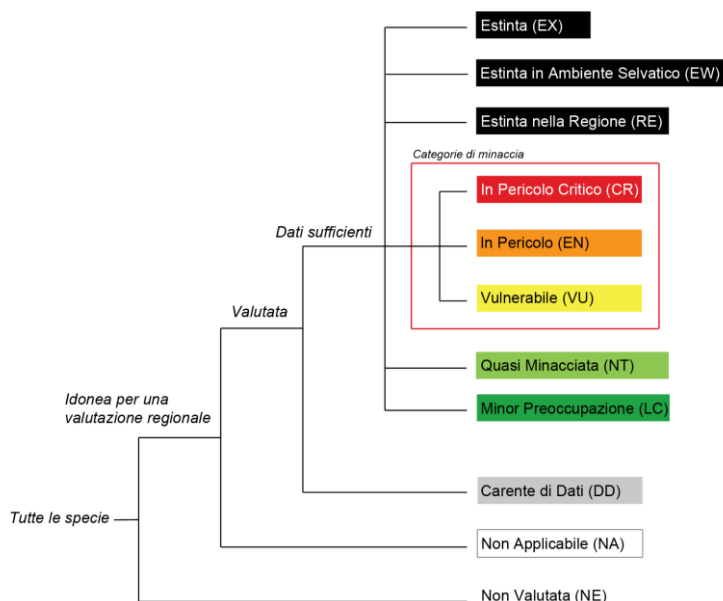 Estinta (EX)
Estinta in Ambiente Selvatico (EW)
Estinta nella Regione (RE)
Categorie di minaccia
In Pericolo Critico (CR)
Dati sufficienti
In Pericolo (EN)
Vulnerabile (VU)
Valutata
Quasi Minacciata (NT)
Idonea per una
valutazione regionale
Minor Preoccupazione (LC)
Carente di Dati (DD)
Tutte le specie
Non Applicabile (NA)
Non Valutata (NE)